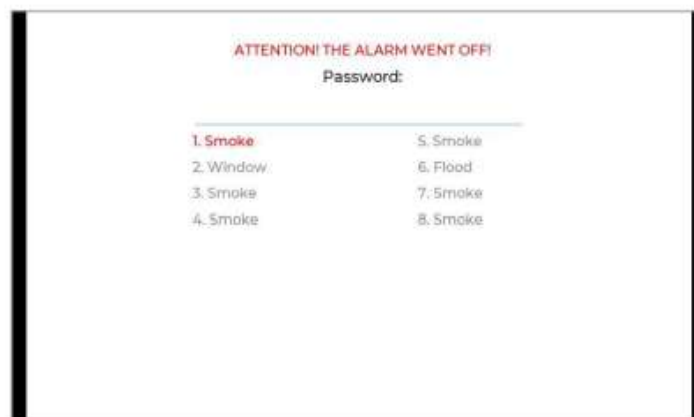 ATTENTION! THE ALARM WENT OFF!
Password:
1. Smoke
2. Window
3. Smoke
4. Smoke
5. Smoke
6. Flood
7. Smoke
8. Smoke